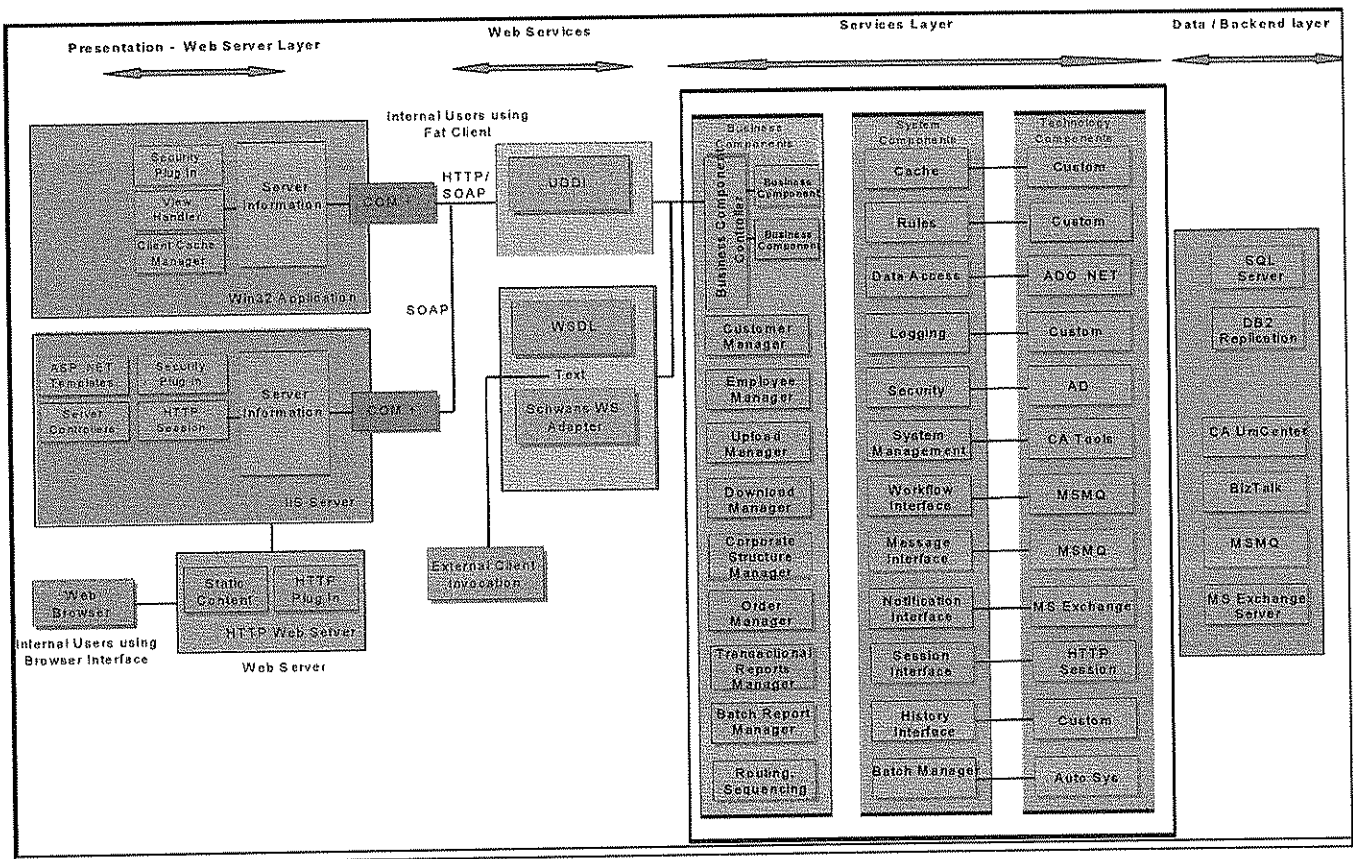 Presentation - Web Server Layer
Web Services
Services Layer
Data / Backend layer
Internal Users using
Fat Client
Security
Plug In
View
Handler
Client Cache
Manager
Server
Information
Win32 Application
COM +
HTTP/
SOAP
SOAP
UDDI
ASP .NET
Templates
Security
Plug in
Server
Controlers
HTTP
Session
Server
Information
IIS Server
COM +
WSDL
Text
Schwans WS
Adapter
External Client
Invocation
Web
Browser
Internal Users using
Browser Interface
Static
Content
HTTP
Plug In
HTTP Web Server
Web Server
Business
Components
Business Component
Controller
Business
Component
Business
Component
Customer
Manager
Employee
Manager
Upload
Manager
Download
Manager
Corporate
Structure
Manager
Order
Manager
Transactional
Reports
Manager
Batch Report
Manager
Routing,
Sequencing
System
Components
Cache
Rules
Data Access
Logging
Security
System
Management
Workflow
Interface
Message
Interface
Notification
Interface
Session
Interface
History
Interface
Batch Manager
Technology
Components
Custom
Custom
ADO .NET
Custom
AD
CA Tools
MSMQ
MSMQ
MS Exchange
HTTP
Session
Custom
Auto Sys
SQL
Server
DB2
Replication
CA UniCenter
BizTalk
MSMQ
MS Exchange
Server